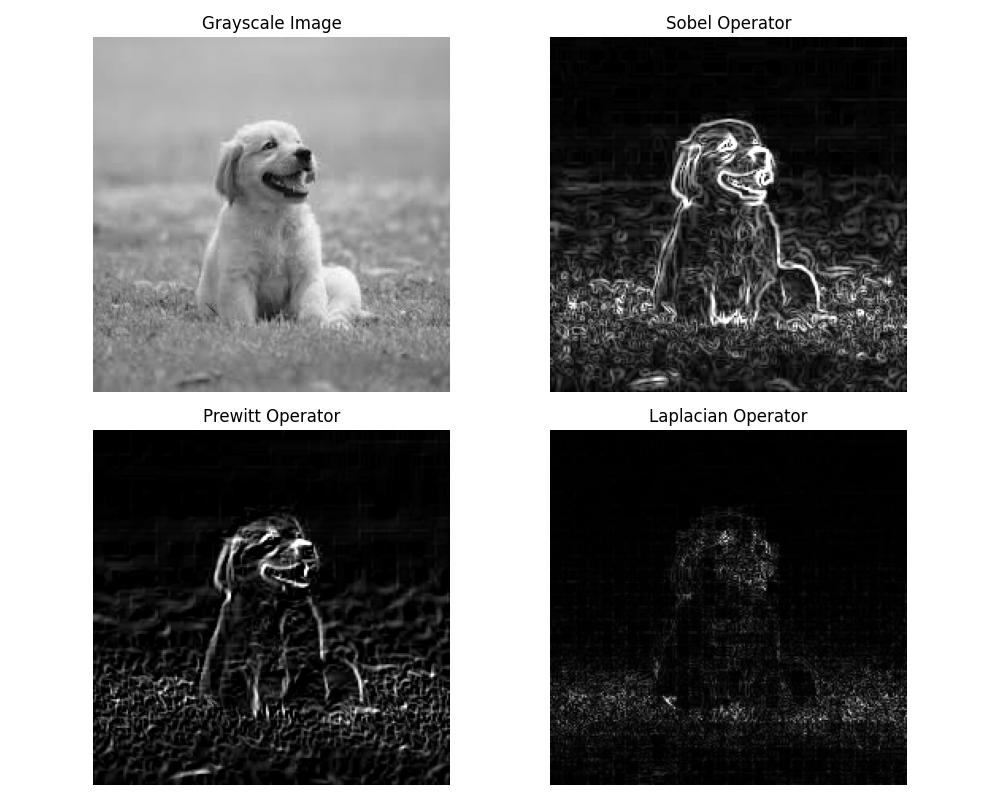 Grayscale Image
Sobel Operator
Prewitt Operator
Laplacian Operator